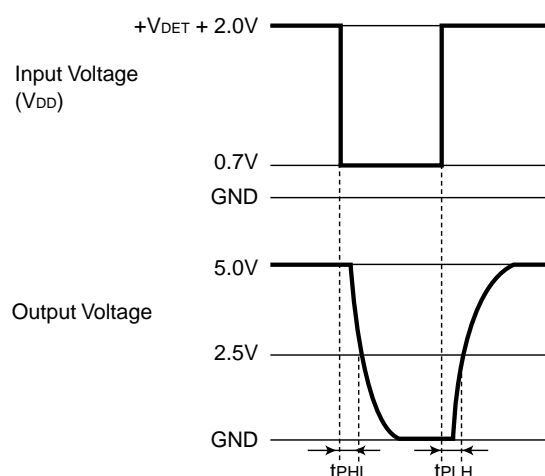 +VDET + 2.0V
Input Voltage
(VDD)
0.7V
GND
5.0V
Output Voltage
2.5V
GND
tPHL
tPLH